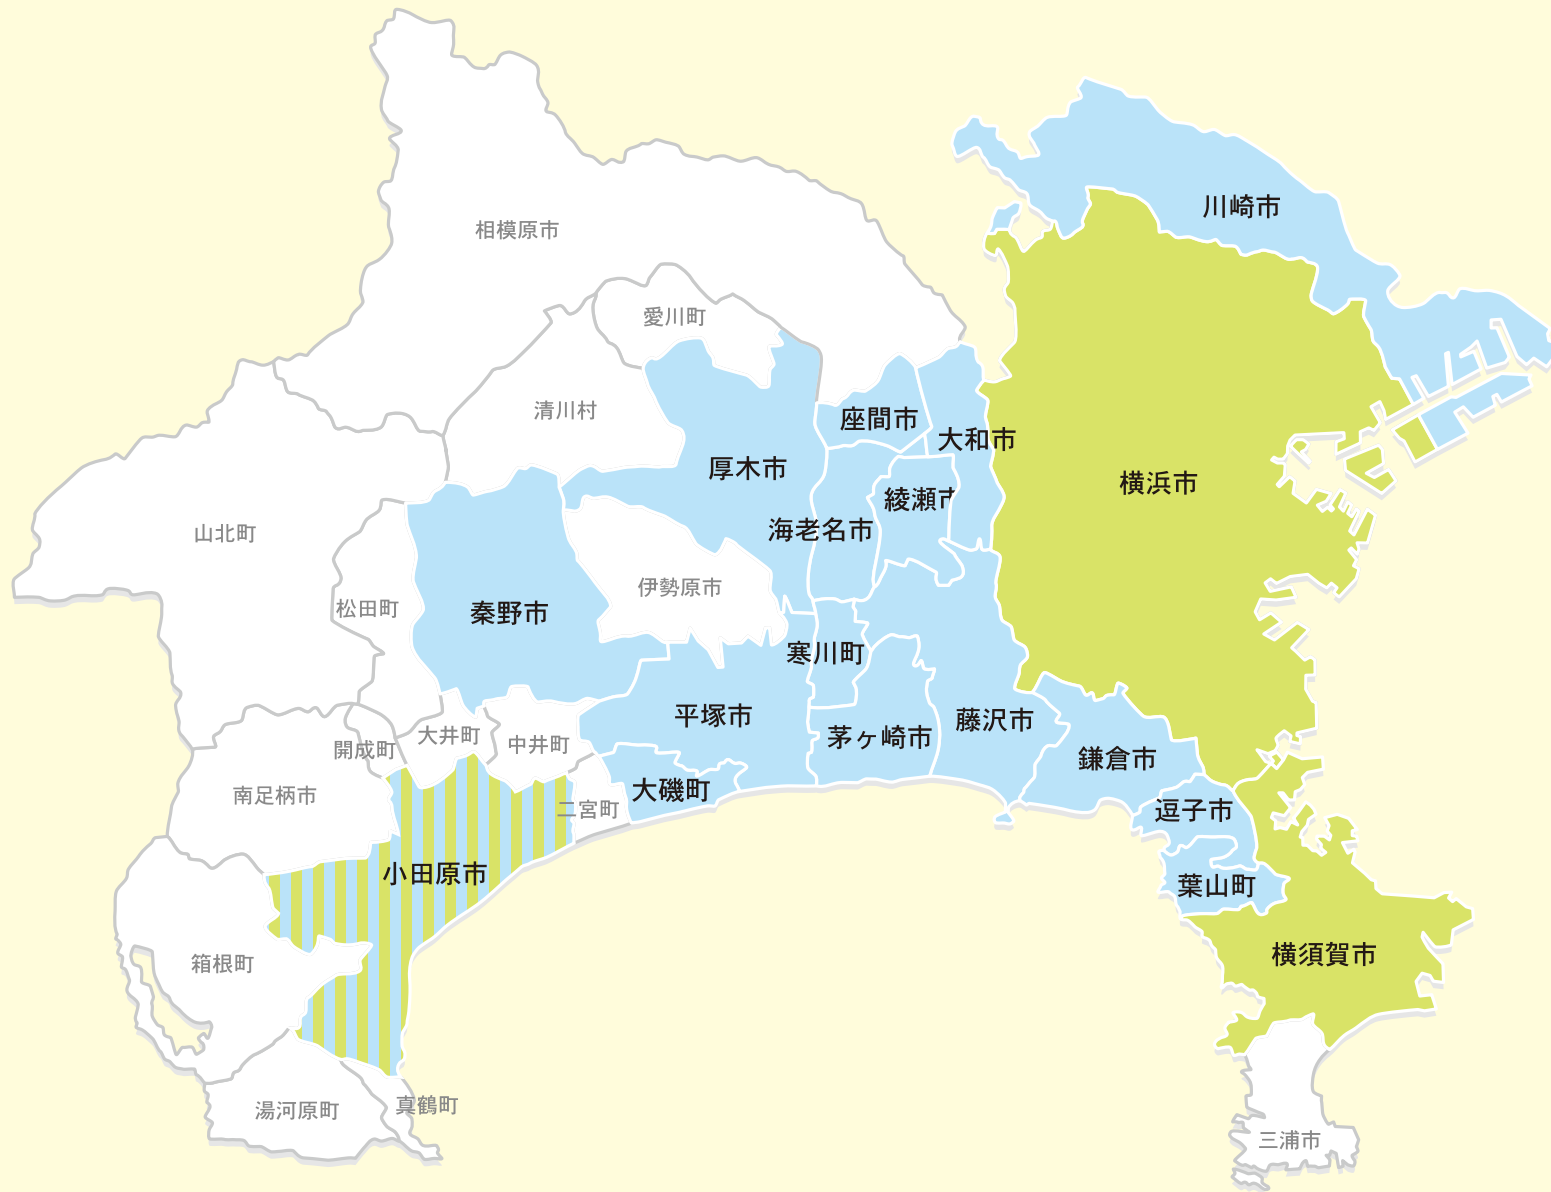 川崎市
相模原市
愛川町
清川村
座間市
大和市
厚木市
横浜市
綾瀬市
海老名市
山北町
伊勢原市
松田町
秦野市
寒川町
平塚市
藤沢市
大井町
中井町
茅ヶ崎市
開成町
鎌倉市
南足柄市
大磯町
二宮町
逗子市
小田原市
葉山町
横須賀市
箱根町
真鶴町
湯河原町
三浦市